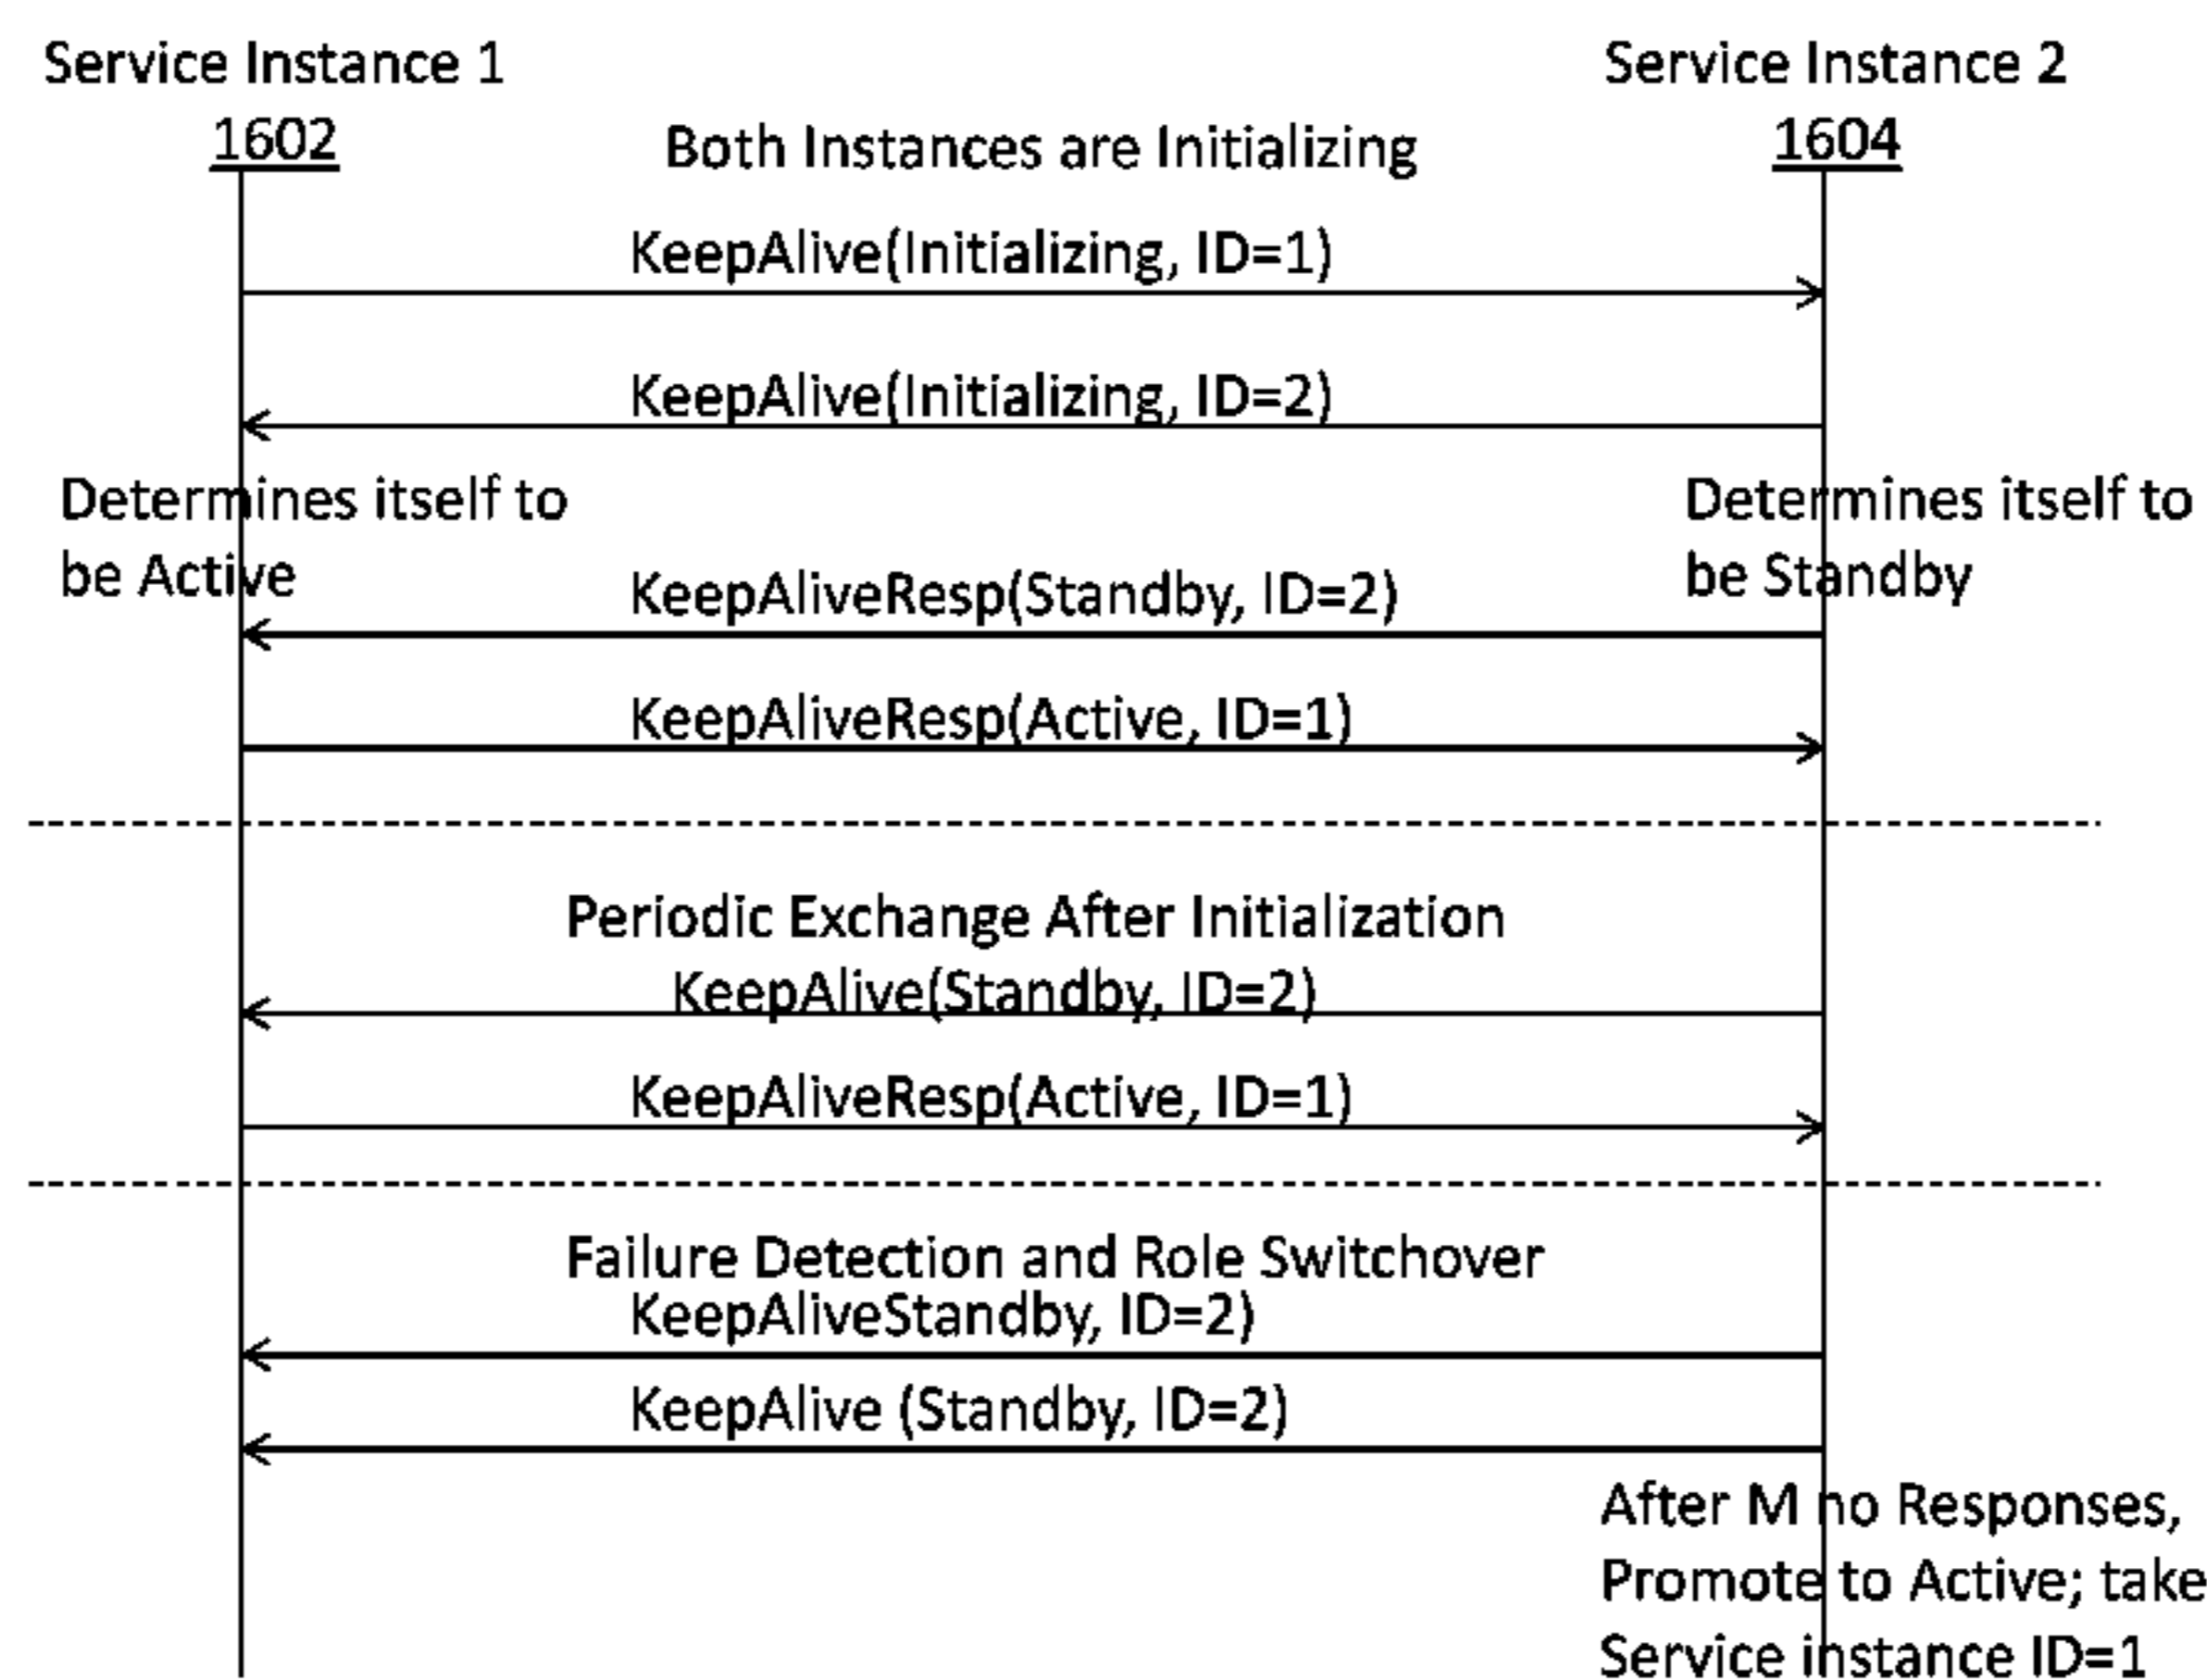 Service Instance 1
Service Instance 2
1602
Both Instances are Initializing
1604
KeepAlive(Initializing, ID=1)
KeepAlive(Initializing, ID=2)
Determines itself to
be Active
Determines itself to
be Standby
KeepAliveResp(Standby, ID=2)
KeepAliveResp(Active, ID=1)
Periodic Exchange After Initialization
KeepAlive(Standby, ID=2)
KeepAliveResp(Active, ID=1)
Failure Detection and Role Switchover
KeepAliveStandby, ID=2)
KeepAlive (Standby, ID=2)
After M no Responses,
Promote to Active; take
Service instance ID=1